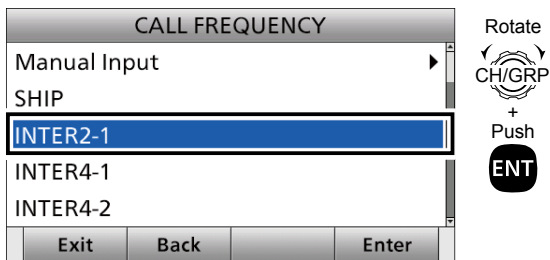 CALL FREQUENCY
Manual Input
SHIP
INTER2-1
INTER4-1
INTER4-2
Exit Back Enter
Rotate
CH/GRP
+
Push
ENT